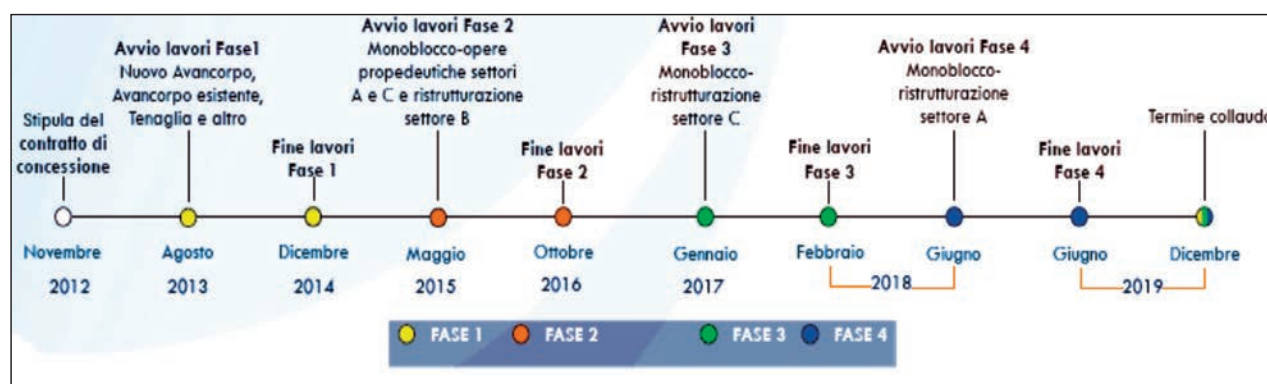 Stipula del
contratto di
concessione
Avvio lavori Fase1
Nuovo Avancorpo,
Avancorpo esistente,
Tenaglia e altro
Fine lavori
Fase 1
Avvio lavori Fase 2
Monoblocco-opere
propedeutiche settori
A e C e ristrutturazione
settore B
Fine lavori
Fase 2
Avvio lavori
Fase 3
Monoblocco-
ristrutturazione
settore C
Fine lavori
Fase 3
Avvio lavori Fase 4
Monoblocco-
ristrutturazione
settore A
Fine lavori
Fase 4
Termine collaudo
Novembre
2012
Agosto
2013
Dicembre
2014
Maggio
2015
Ottobre
2016
Gennaio
2017
Febbraio
Giugno
2018
Giugno
Dicembre
2019
FASE 1
FASE 2
FASE 3
FASE 4